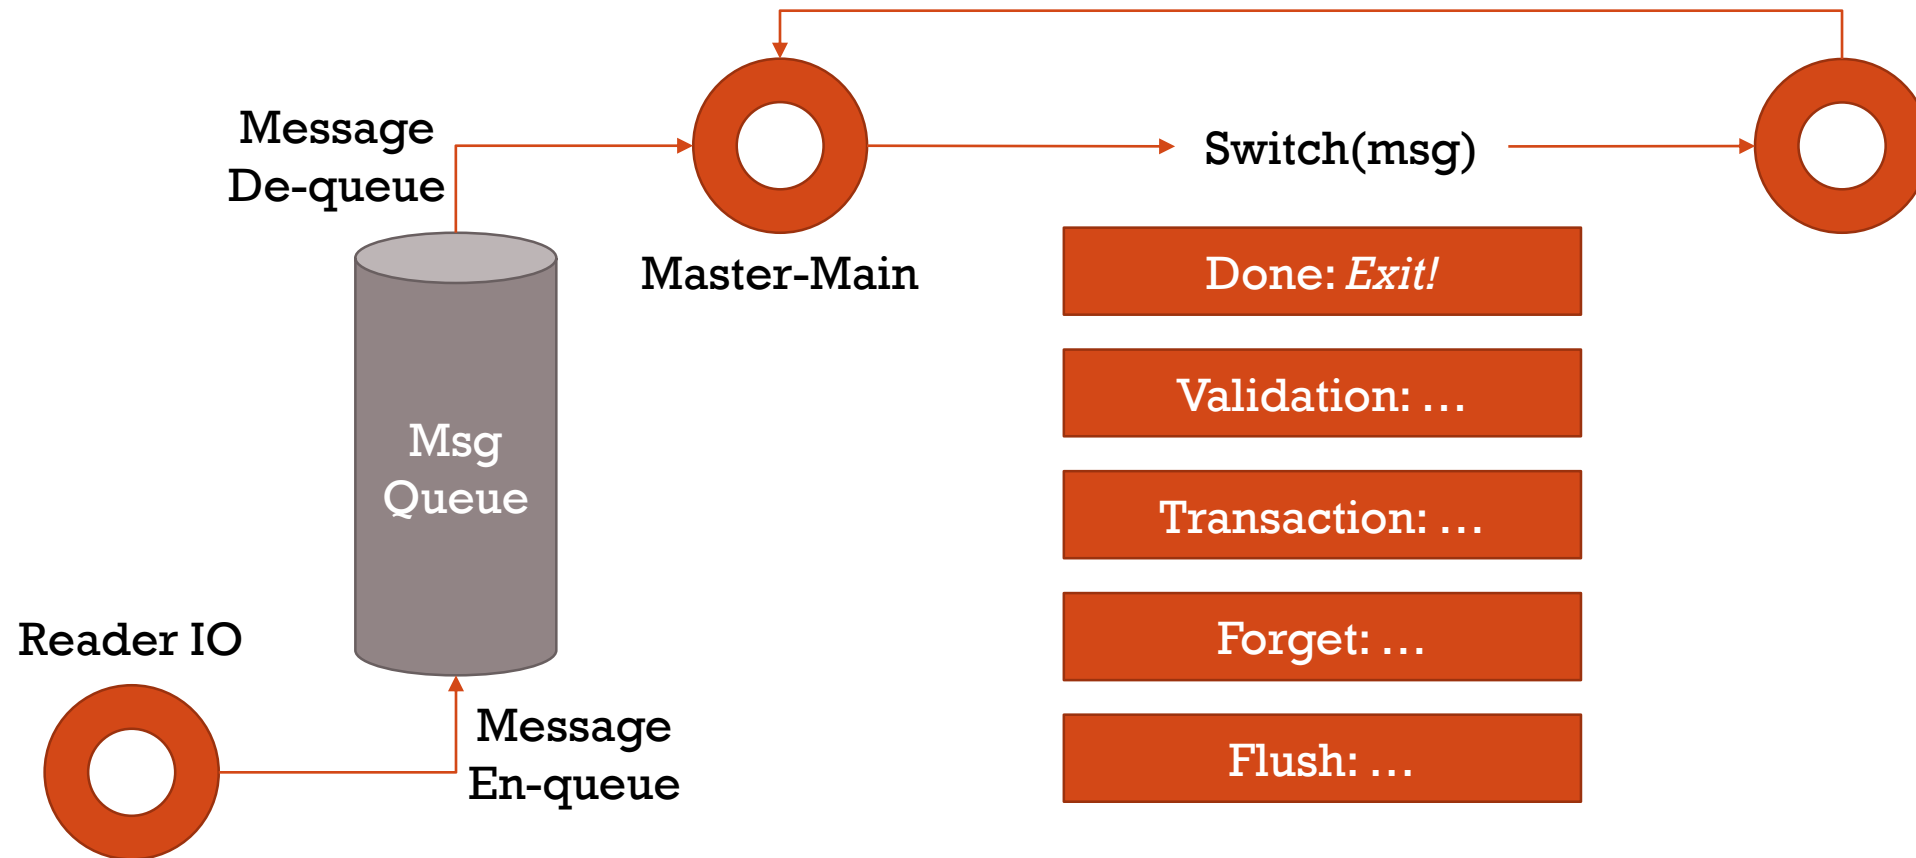 Message
De-queue
Switch(msg)
Master-Main
Done: Exit!
Validation: …
Msg
Queue
Transaction: …
Reader IO
Forget: …
Message
En-queue
Flush: …